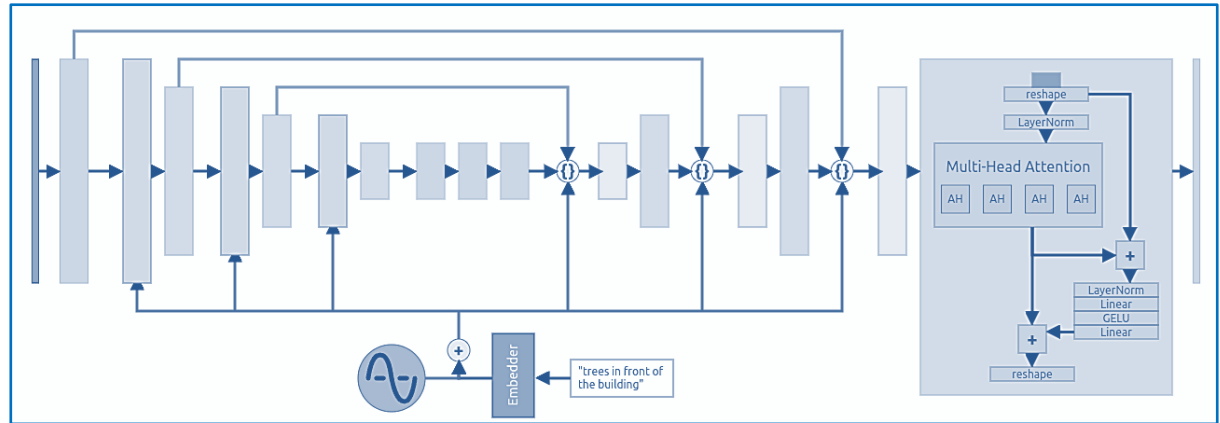 reshape
LayerNorm
Multi-Head Attention
AH AH AH AH
{} {} {}
+
LayerNorm
Linear
GELU
Linear
+
reshape
+
Embedder
"trees in front of
the building"